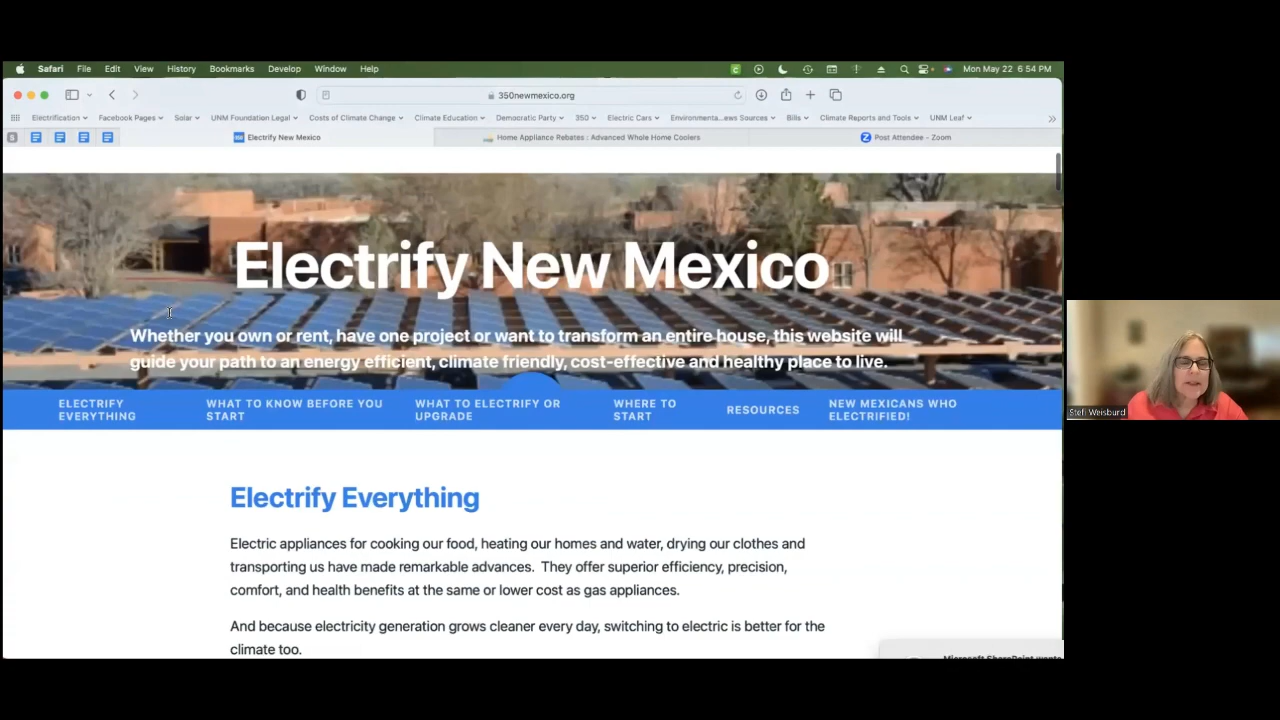 Safari File Edit View History Bookmarks Develop Window Help Mon May 22 6:54 PM
350newmexico.org
Electrification Facebook Pages Solar UNM Foundation Legal Costs of Climate Change Climate Education Democratic Party 350 Electric Cars Environmenta...ews Sources Bills Climate Reports and Tools UNM Leaf
Electrify New Mexico Home Appliance Rebates : Advanced Whole Home Coolers Post Attendee - Zoom
Electrify New Mexico
Whether you own or rent, have one project or want to transform an entire house, this website will
guide your path to an energy efficient, climate friendly, cost-effective and healthy place to live.
ELECTRIFY
EVERYTHING
WHAT TO KNOW BEFORE YOU
START
WHAT TO ELECTRIFY OR
UPGRADE
WHERE TO
START
RESOURCES
NEW MEXICANS WHO
ELECTRIFIED!
Electrify Everything
Electric appliances for cooking our food, heating our homes and water, drying our clothes and
transporting us have made remarkable advances. They offer superior efficiency, precision,
comfort, and health benefits at the same or lower cost as gas appliances.
And because electricity generation grows cleaner every day, switching to electric is better for the
climate too.
Microsoft SharePoint wants
Stefi Weisburd